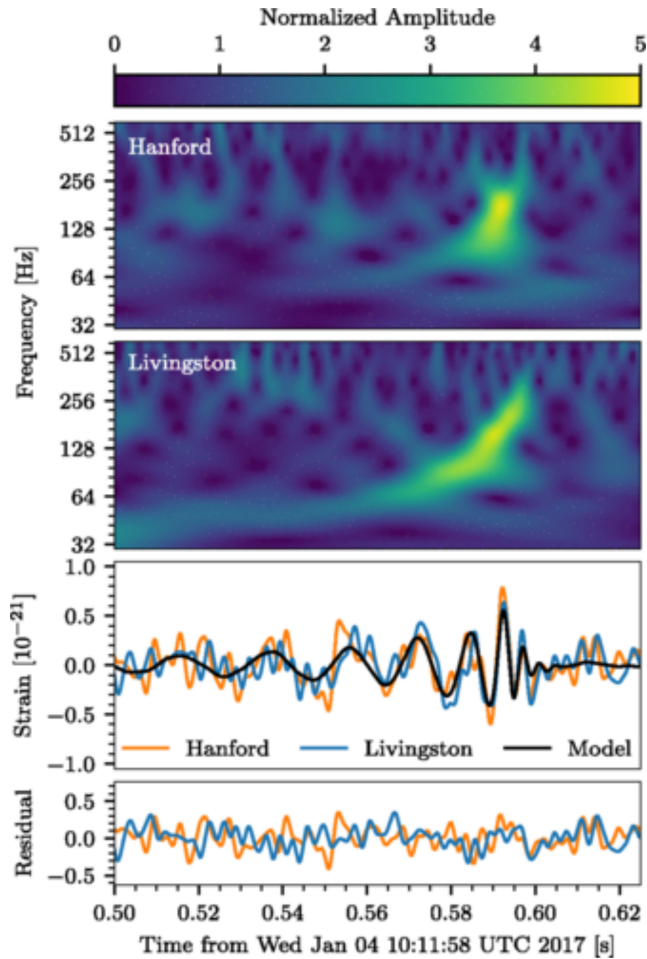 Normalized Amplitude
0 1 2 3 4 5
Hanford
512
256
128
64
32
Frequency [Hz]
Livingston
512
256
128
64
32
1.0
0.5
0.0
−0.5
−1.0
Strain [10⁻²¹]
Hanford Livingston Model
0.5
0.0
−0.5
Residual
0.50 0.52 0.54 0.56 0.58 0.60 0.62
Time from Wed Jan 04 10:11:58 UTC 2017 [s]